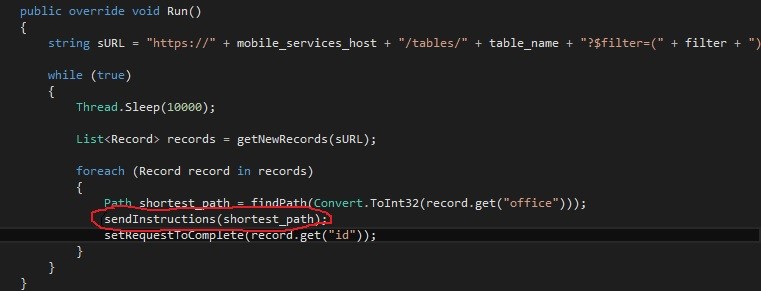 public override void Run()
{
string sURL = "https://" + mobile_services_host + "/tables/" + table_name + "?$filter=(" + filter + ")
while (true)
{
Thread.Sleep(10000);
List<Record> records = getNewRecords(sURL);
foreach (Record record in records)
{
Path shortest_path = findPath(Convert.ToInt32(record.get("office")));
sendInstructions(shortest_path);
setRequestToComplete(record.get("id"));
}
}
}